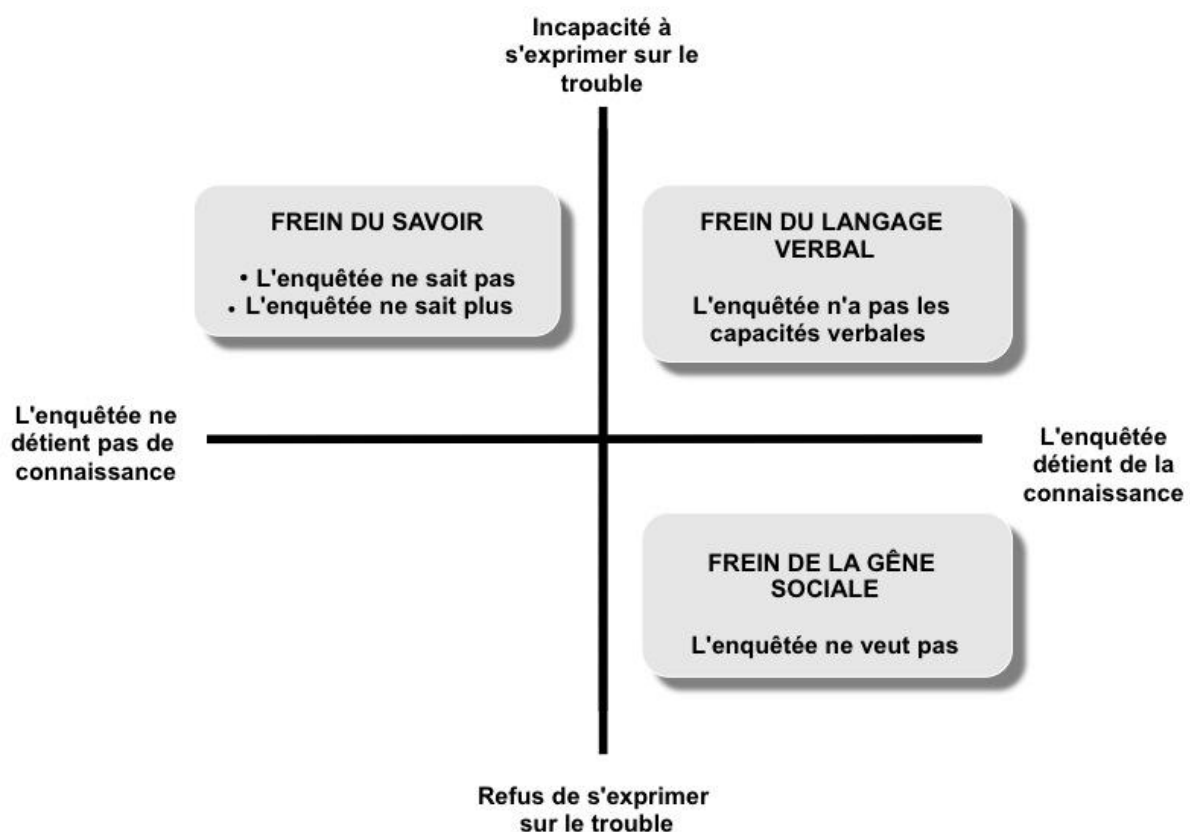 Incapacité à
s'exprimer sur le
trouble
FREIN DU SAVOIR
• L'enquêtée ne sait pas
• L'enquêtée ne sait plus
FREIN DU LANGAGE
VERBAL
L'enquêtée n'a pas les
capacités verbales
L'enquêtée ne
détient pas de
connaissance
L'enquêtée
détient de la
connaissance
FREIN DE LA GÊNE
SOCIALE
L'enquêtée ne veut pas
Refus de s'exprimer
sur le trouble